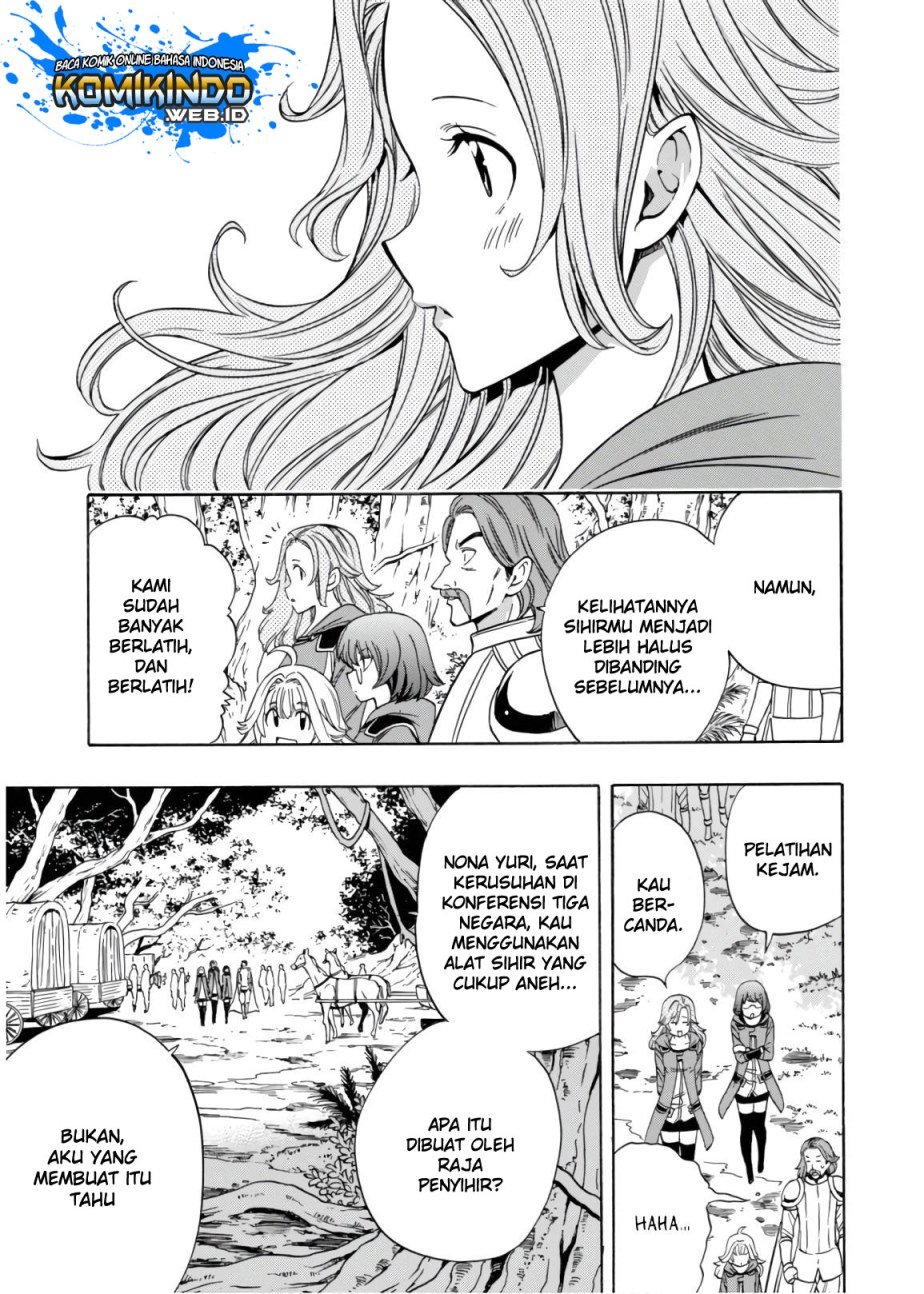 BACA KOMIK ONLINE BAHASA INDONESIA
KOMIKINDO
.WEB.ID
NAMUN,
KELIHATANNYA
SIHIRMU MENJADI
LEBIH HALUS
DIBANDING
SEBELUMNYA...
KAMI
SUDAH
BANYAK
BERLATIH,
DAN
BERLATIH!
PELATIHAN
KEJAM.
KAU
BER-
CANDA.
HAHA...
NONA YURI, SAAT
KERUSUHAN DI
KONFERENSI TIGA
NEGARA, KAU
MENGGUNAKAN
ALAT SIHIR YANG
CUKUP ANEH...
APA ITU
DIBUAT OLEH
RAJA
PENYIHIR?
BUKAN,
AKU YANG
MEMBUAT ITU
TAHU